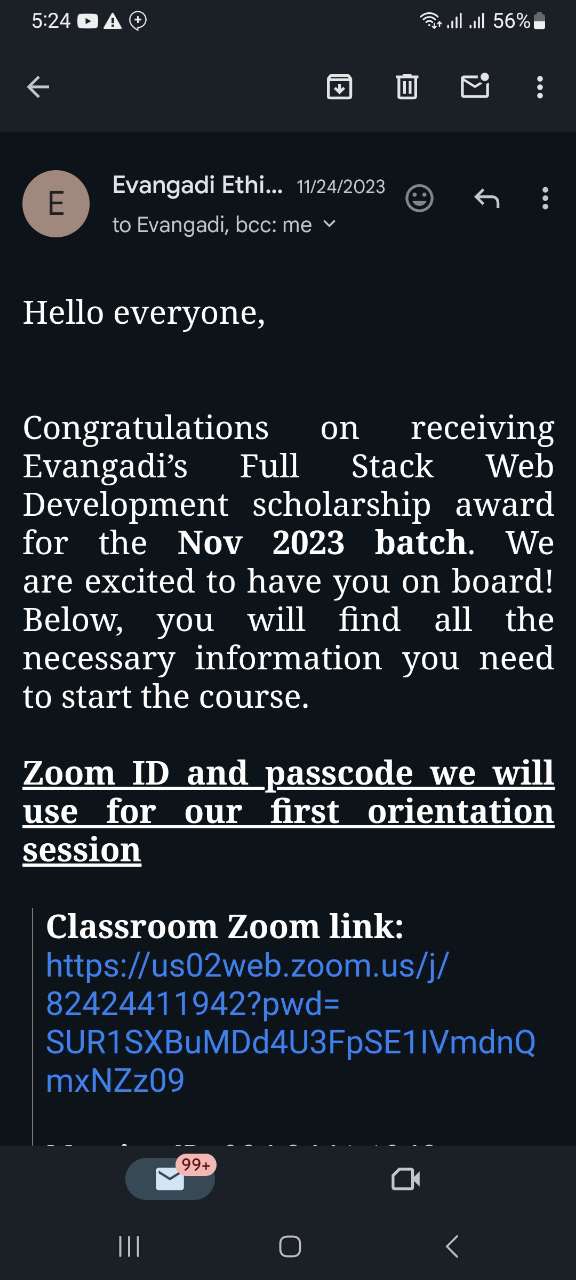 5:24 56%
E
Evangadi Ethi... 11/24/2023
to Evangadi, bcc: me
Hello everyone,
Congratulations on receiving
Evangadi’s Full Stack Web
Development scholarship award
for the Nov 2023 batch. We
are excited to have you on board!
Below, you will find all the
necessary information you need
to start the course.
Zoom ID and passcode we will
use for our first orientation
session
Classroom Zoom link:
https://us02web.zoom.us/j/
82424411942?pwd=
SUR1SXBuMDd4U3FpSE1IVmdnQ
mxNZz09
99+